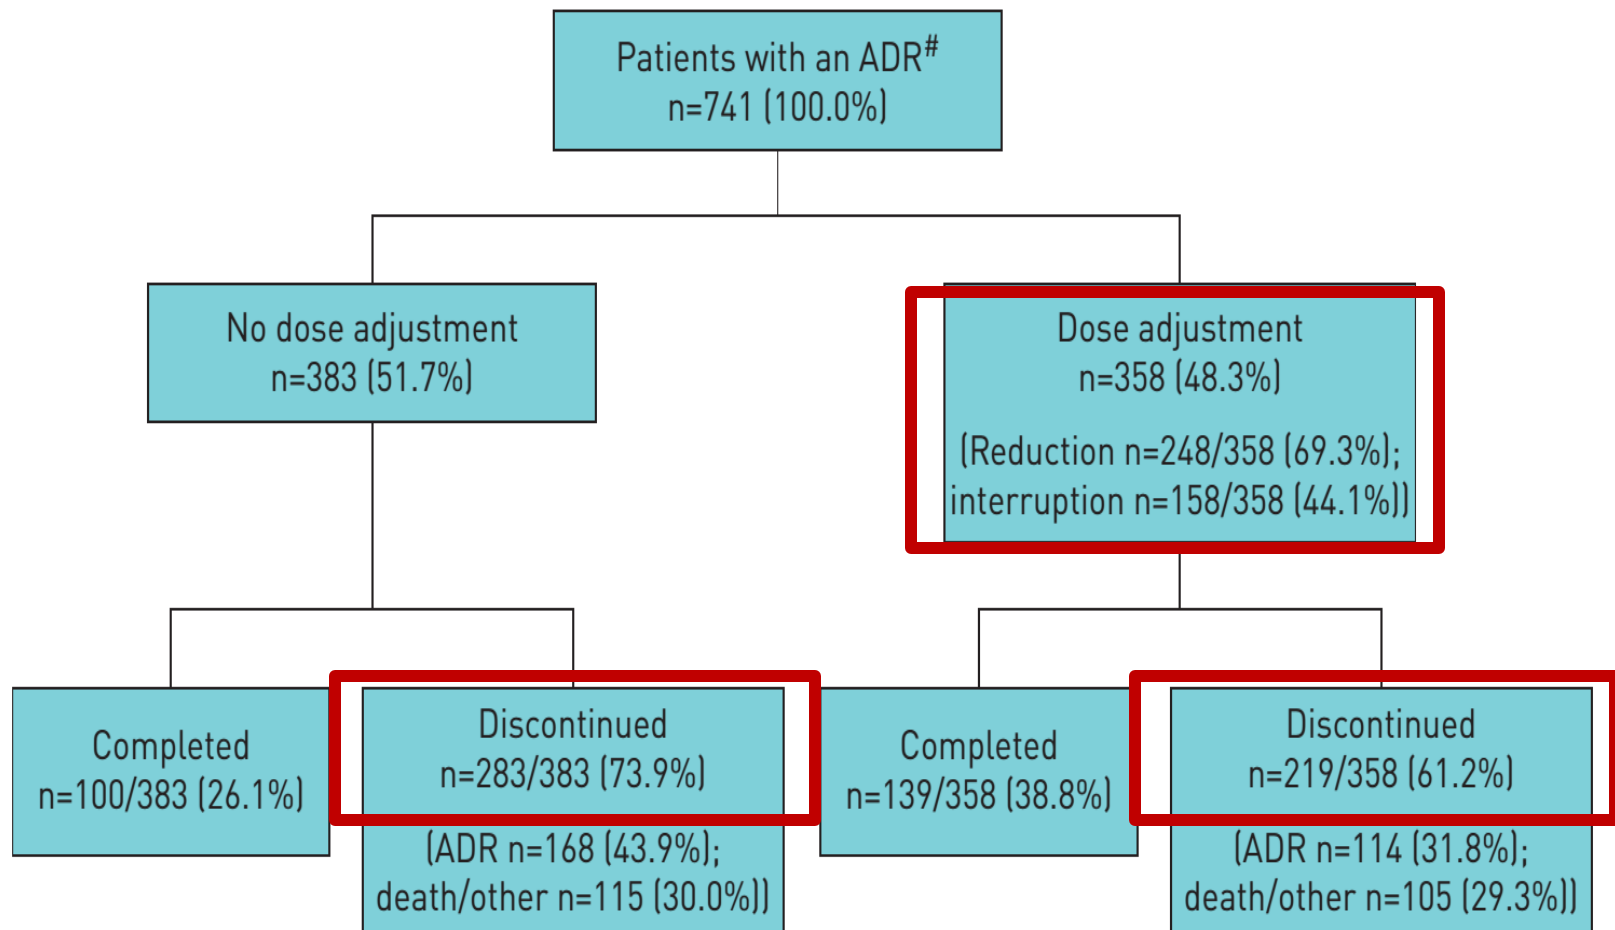 Patients with an ADR#
n=741 (100.0%)
No dose adjustment
n=383 (51.7%)
Dose adjustment
n=358 (48.3%)
(Reduction n=248/358 (69.3%);
interruption n=158/358 (44.1%))
Completed
n=100/383 (26.1%)
Discontinued
n=283/383 (73.9%)
(ADR n=168 (43.9%);
death/other n=115 (30.0%))
Completed
n=139/358 (38.8%)
Discontinued
n=219/358 (61.2%)
(ADR n=114 (31.8%);
death/other n=105 (29.3%))